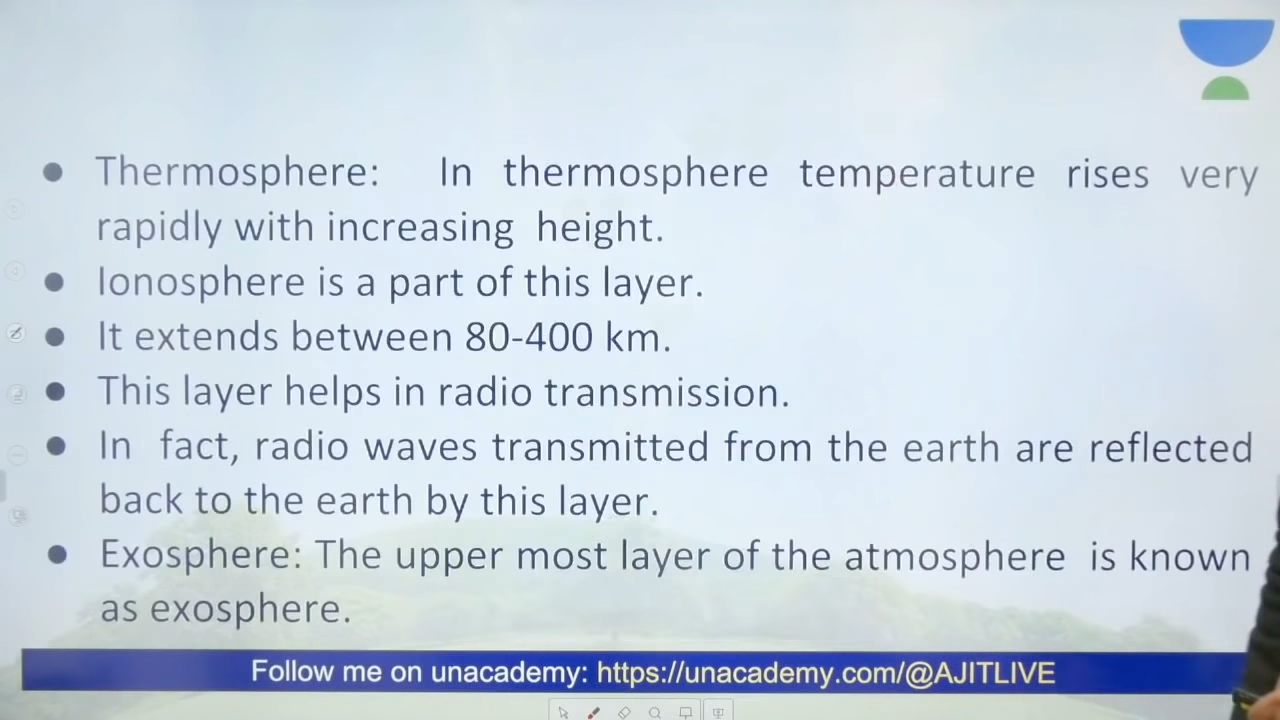 ● Thermosphere: In thermosphere temperature rises very
rapidly with increasing height.
● Ionosphere is a part of this layer.
● It extends between 80-400 km.
● This layer helps in radio transmission.
● In fact, radio waves transmitted from the earth are reflected
back to the earth by this layer.
● Exosphere: The upper most layer of the atmosphere is known
as exosphere.
Follow me on unacademy: https://unacademy.com/@AJITLIVE